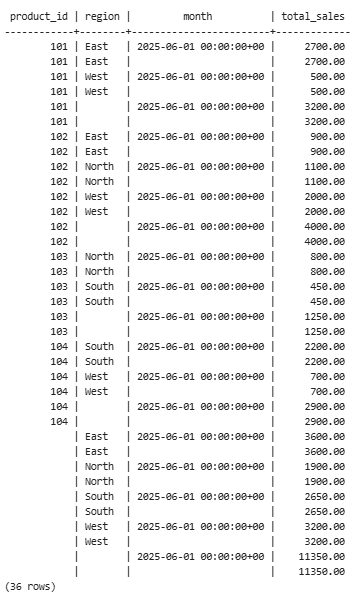 product_id | region |         month          | total_sales
------------+--------+------------------------+-------------
        101 | East   | 2025-06-01 00:00:00+00 |     2700.00
        101 | East   |                        |     2700.00
        101 | West   | 2025-06-01 00:00:00+00 |      500.00
        101 | West   |                        |      500.00
        101 |        | 2025-06-01 00:00:00+00 |     3200.00
        101 |        |                        |     3200.00
        102 | East   | 2025-06-01 00:00:00+00 |      900.00
        102 | East   |                        |      900.00
        102 | North  | 2025-06-01 00:00:00+00 |     1100.00
        102 | North  |                        |     1100.00
        102 | West   | 2025-06-01 00:00:00+00 |     2000.00
        102 | West   |                        |     2000.00
        102 |        | 2025-06-01 00:00:00+00 |     4000.00
        102 |        |                        |     4000.00
        103 | North  | 2025-06-01 00:00:00+00 |      800.00
        103 | North  |                        |      800.00
        103 | South  | 2025-06-01 00:00:00+00 |      450.00
        103 | South  |                        |      450.00
        103 |        | 2025-06-01 00:00:00+00 |     1250.00
        103 |        |                        |     1250.00
        104 | South  | 2025-06-01 00:00:00+00 |     2200.00
        104 | South  |                        |     2200.00
        104 | West   | 2025-06-01 00:00:00+00 |      700.00
        104 | West   |                        |      700.00
        104 |        | 2025-06-01 00:00:00+00 |     2900.00
        104 |        |                        |     2900.00
            | East   | 2025-06-01 00:00:00+00 |     3600.00
            | East   |                        |     3600.00
            | North  | 2025-06-01 00:00:00+00 |     1900.00
            | North  |                        |     1900.00
            | South  | 2025-06-01 00:00:00+00 |     2650.00
            | South  |                        |     2650.00
            | West   | 2025-06-01 00:00:00+00 |     3200.00
            | West   |                        |     3200.00
            |        | 2025-06-01 00:00:00+00 |    11350.00
            |        |                        |    11350.00
(36 rows)